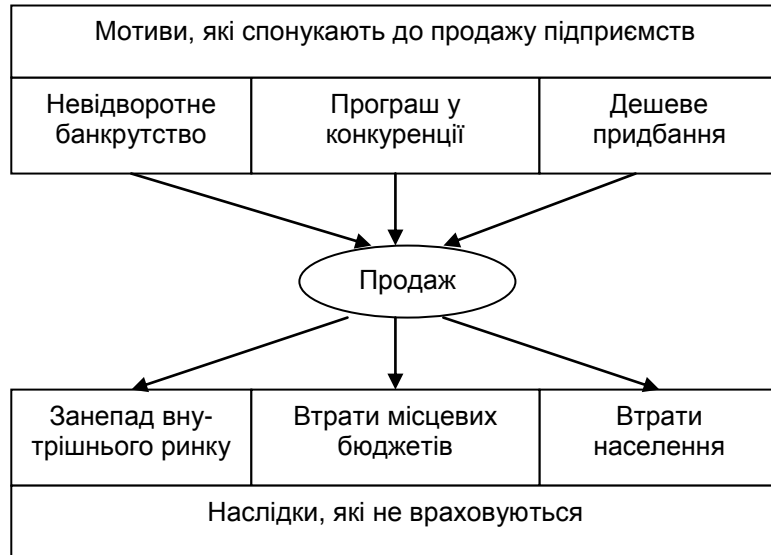 Мотиви, які спонукають до продажу підприємств
Невідворотне
банкрутство
Програш у
конкуренції
Дешеве
придбання
Продаж
Занепад вну-
трішнього ринку
Втрати місцевих
бюджетів
Втрати
населення
Наслідки, які не враховуються